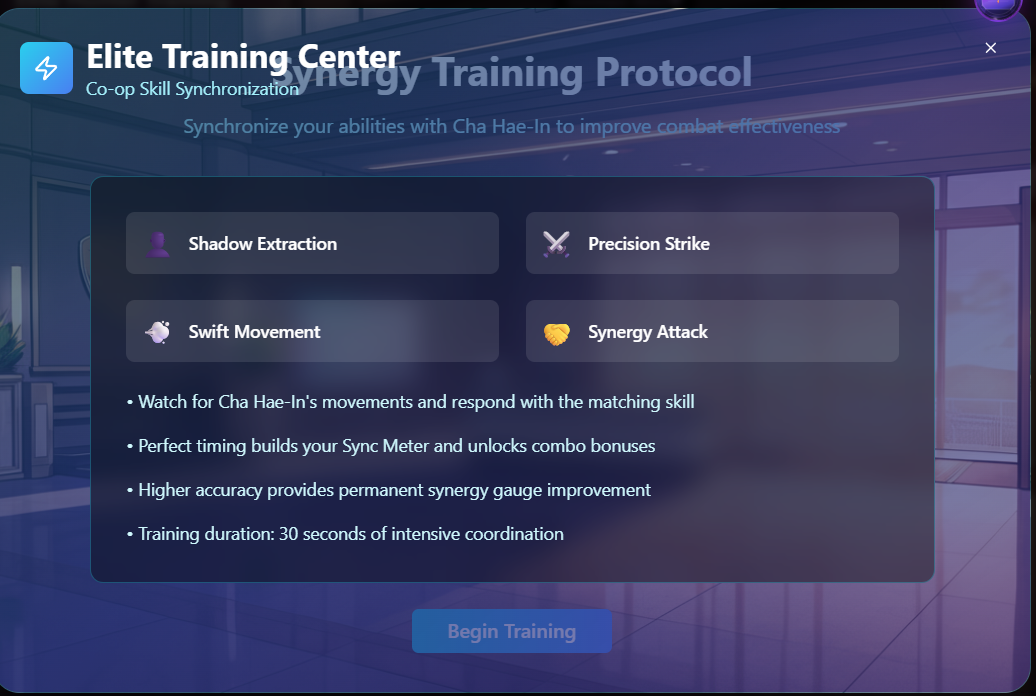 Elite Training Center
Synergy Training Protocol
Co-op Skill Synchronization
Synchronize your abilities with Cha Hae-In to improve combat effectiveness
Shadow Extraction
Precision Strike
Swift Movement
Synergy Attack
• Watch for Cha Hae-In's movements and respond with the matching skill
• Perfect timing builds your Sync Meter and unlocks combo bonuses
• Higher accuracy provides permanent synergy gauge improvement
• Training duration: 30 seconds of intensive coordination
Begin Training